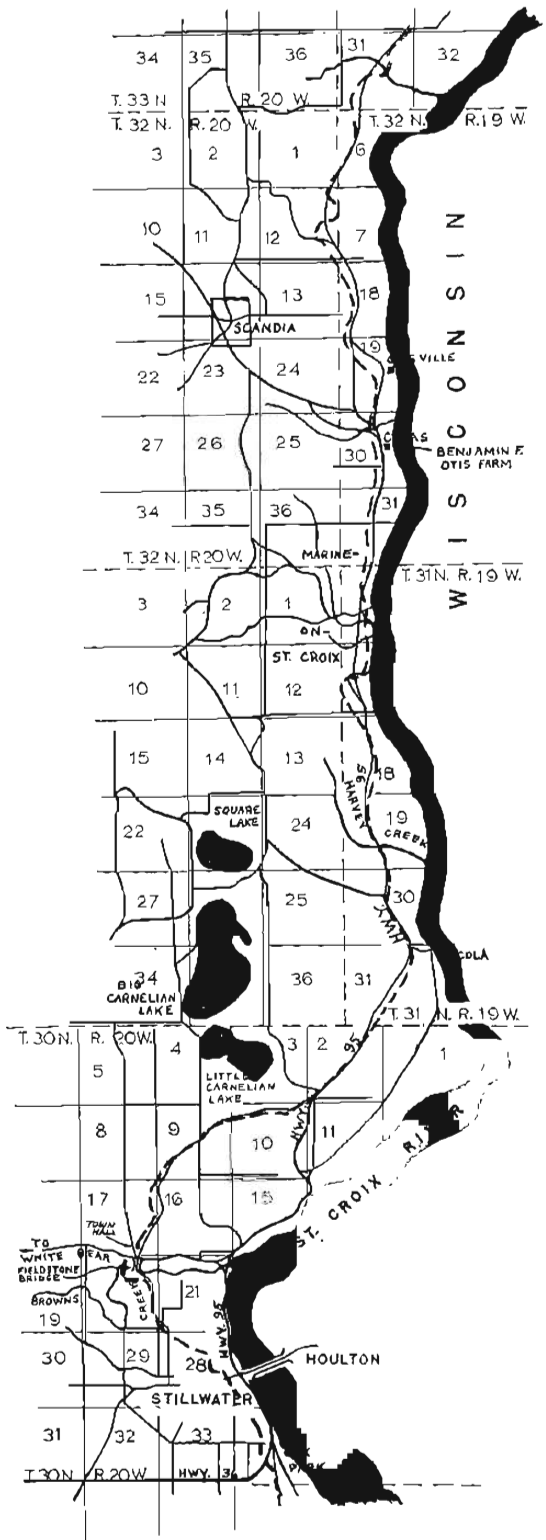 34 35 36 31 32
T. 33 N R. 20 W.
T. 32 N. R. 20 W. T. 32 N. R. 19 W.
3 2 1 6
10 11 12 7
15 13 18
SCANDIA
19
22 23 24
27 26 25 30
BENJAMIN F.
OTIS FARM
WISCONSIN
34 35 36 31
MARINE-
T. 32 N. R 20 W. T. 31 N. R. 19 W.
3 2 1
ON-
ST. CROIX
10 11 12
15 14 13 18
95
HARVEY
CREEK
SQUARE
LAKE
22 24 19
27 25 30
HWY.
34 36 31
BIG
CARNELIAN
LAKE
T. 31 N. R. 19 W.
T. 30 N. R. 20 W.
4 3 2 95 1
5
LITTLE
CARNELIAN
LAKE
8 9 10 HWY. 11
ST. CROIX RIVER
17 16 15
TOWN
HALL
TO
WHITE
FIELDSTONE
BRIDGE
BROWNS
CREEK
21
19
HWY. 95
30 29 28 HOULTON
STILLWATER
31 32 33
PARK
T 30 N R. 20 W HWY. 36